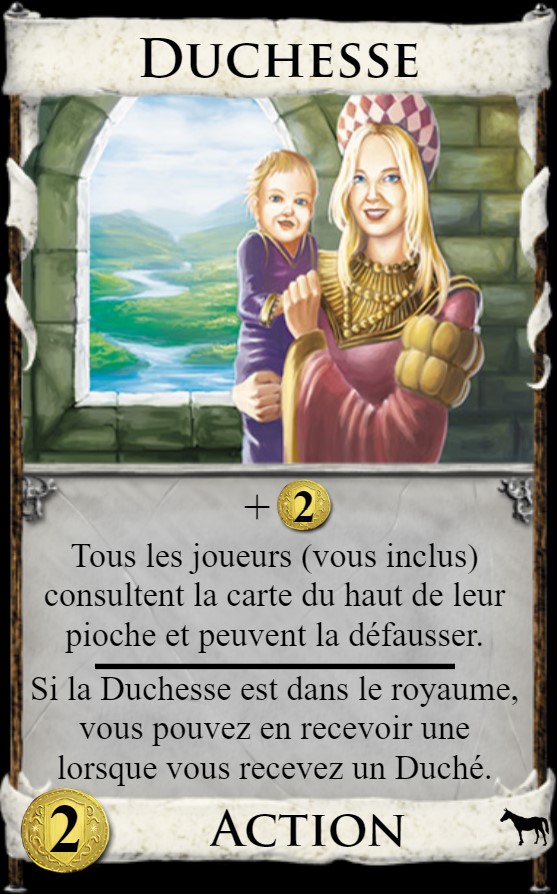 Duchesse
+ 2
Tous les joueurs (vous inclus)
consultent la carte du haut de leur
pioche et peuvent la défausser.
Si la Duchesse est dans le royaume,
vous pouvez en recevoir une
lorsque vous recevez un Duché.
2 Action